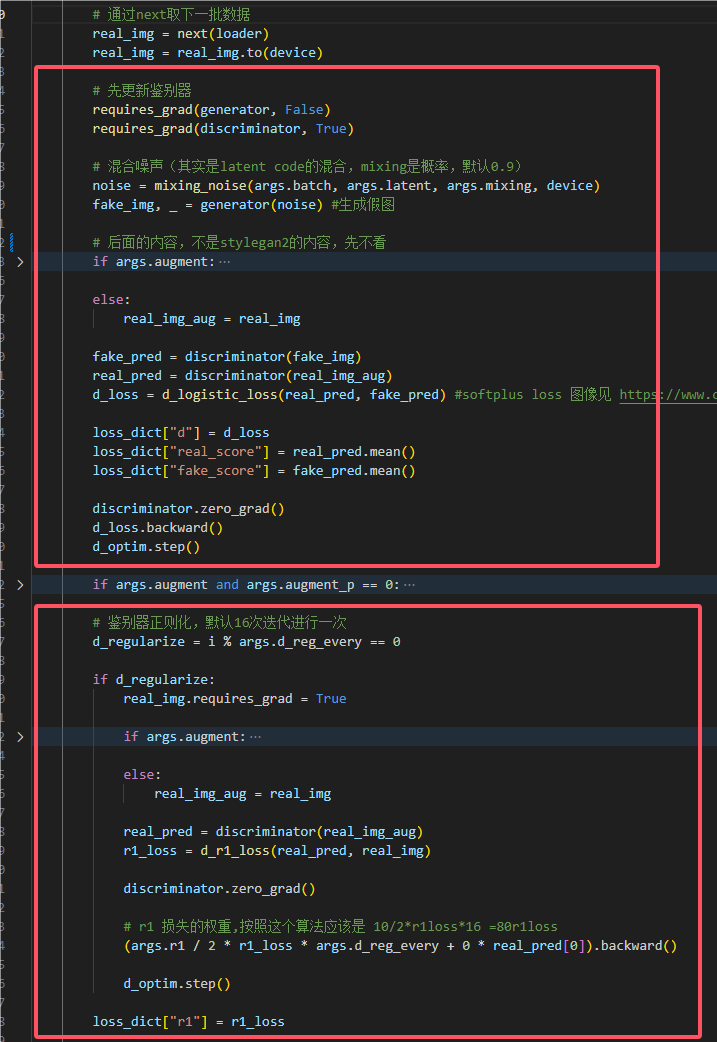 # 通过next取下一批数据
real_img = next(loader)
real_img = real_img.to(device)
# 先更新鉴别器
requires_grad(generator, False)
requires_grad(discriminator, True)
# 混合噪声（其实是latent code的混合，mixing是概率，默认0.9）
noise = mixing_noise(args.batch, args.latent, args.mixing, device)
fake_img, _ = generator(noise) #生成假图
# 后面的内容，不是stylegan2的内容，先不看
if args.augment:…
else:
real_img_aug = real_img
fake_pred = discriminator(fake_img)
real_pred = discriminator(real_img_aug)
d_loss = d_logistic_loss(real_pred, fake_pred) #softplus loss 图像见 https://www.c
loss_dict["d"] = d_loss
loss_dict["real_score"] = real_pred.mean()
loss_dict["fake_score"] = fake_pred.mean()
discriminator.zero_grad()
d_loss.backward()
d_optim.step()
if args.augment and args.augment_p == 0:…
# 鉴别器正则化，默认16次迭代进行一次
d_regularize = i % args.d_reg_every == 0
if d_regularize:
real_img.requires_grad = True
if args.augment:…
else:
real_img_aug = real_img
real_pred = discriminator(real_img_aug)
r1_loss = d_r1_loss(real_pred, real_img)
discriminator.zero_grad()
# r1 损失的权重,按照这个算法应该是 10/2*r1loss*16 =80r1loss
(args.r1 / 2 * r1_loss * args.d_reg_every + 0 * real_pred[0]).backward()
d_optim.step()
loss_dict["r1"] = r1_loss